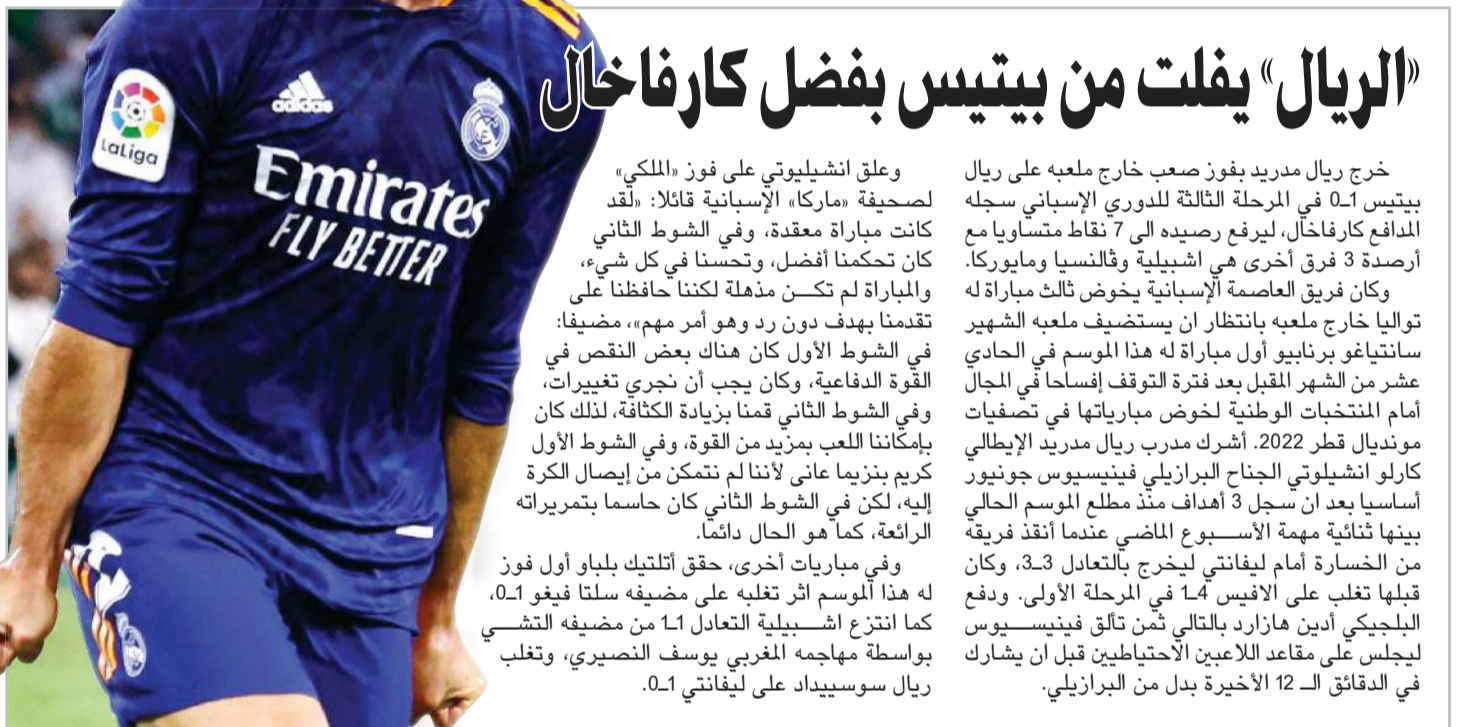 «الريال» يفلت من بيتيس بفضل كارفاخال
خرج ريال مدريد بفوز صعب خارج ملعبه على ريال
بيتيس 1ـ0 في المرحلة الثالثة للدوري الإسباني سجله
المدافع كارفاخال، ليرفع رصيده الى 7 نقاط متساويا مع
أرصدة 3 فرق أخرى هي اشبيلية وڤالنسيا ومايوركا.
وكان فريق العاصمة الإسبانية يخوض ثالث مباراة له
تواليا خارج ملعبه بانتظار ان يستضيف ملعبه الشهير
سانتياغو برنابيو أول مباراة له هذا الموسم في الحادي
عشر من الشهر المقبل بعد فترة التوقف إفساحا في المجال
أمام المنتخبات الوطنية لخوض مبارياتها في تصفيات
مونديال قطر 2022. أشرك مدرب ريال مدريد الإيطالي
كارلو انشيلوتي الجناح البرازيلي فينيسيوس جونيور
أساسيا بعد ان سجل 3 أهداف منذ مطلع الموسم الحالي
بينها ثنائية مهمة الأسـبوع الماضي عندما أنقذ فريقه
من الخسارة أمام ليفانتي ليخرج بالتعادل 3ـ3، وكان
قبلها تغلب على الافيس 4ـ1 في المرحلة الأولى. ودفع
البلجيكي أدين هازارد بالتالي ثمن تألق فينيسـيوس
ليجلس على مقاعد اللاعبين الاحتياطيين قبل ان يشارك
في الدقائق الـ 12 الأخيرة بدل من البرازيلي.
وعلق انشيليوتي على فوز «الملكي»
لصحيفة «ماركا» الإسبانية قائلا: «لقد
كانت مباراة معقدة، وفي الشوط الثاني
كان تحكمنا أفضل، وتحسنا في كل شيء،
والمباراة لم تكـن مذهلة لكننا حافظنا على
تقدمنا بهدف دون رد وهو أمر مهم»، مضيفا:
في الشوط الأول كان هناك بعض النقص في
القوة الدفاعية، وكان يجب أن نجري تغييرات،
وفي الشوط الثاني قمنا بزيادة الكثافة، لذلك كان
بإمكاننا اللعب بمزيد من القوة، وفي الشوط الأول
كريم بنزيما عانى لأننا لم نتمكن من إيصال الكرة
إليه، لكن في الشوط الثاني كان حاسما بتمريراته
الرائعة، كما هو الحال دائما.
وفي مباريات أخرى، حقق أتلتيك بلباو أول فوز
له هذا الموسم اثر تغلبه على مضيفه سلتا فيغو 1ـ0،
كما انتزع اشـبيلية التعادل 1ـ1 من مضيفه التشـي
بواسطة مهاجمه المغربي يوسف النصيري، وتغلب
ريال سوسييداد على ليفانتي 1ـ0.
adidas
LaLiga
Emirates
FLY BETTER